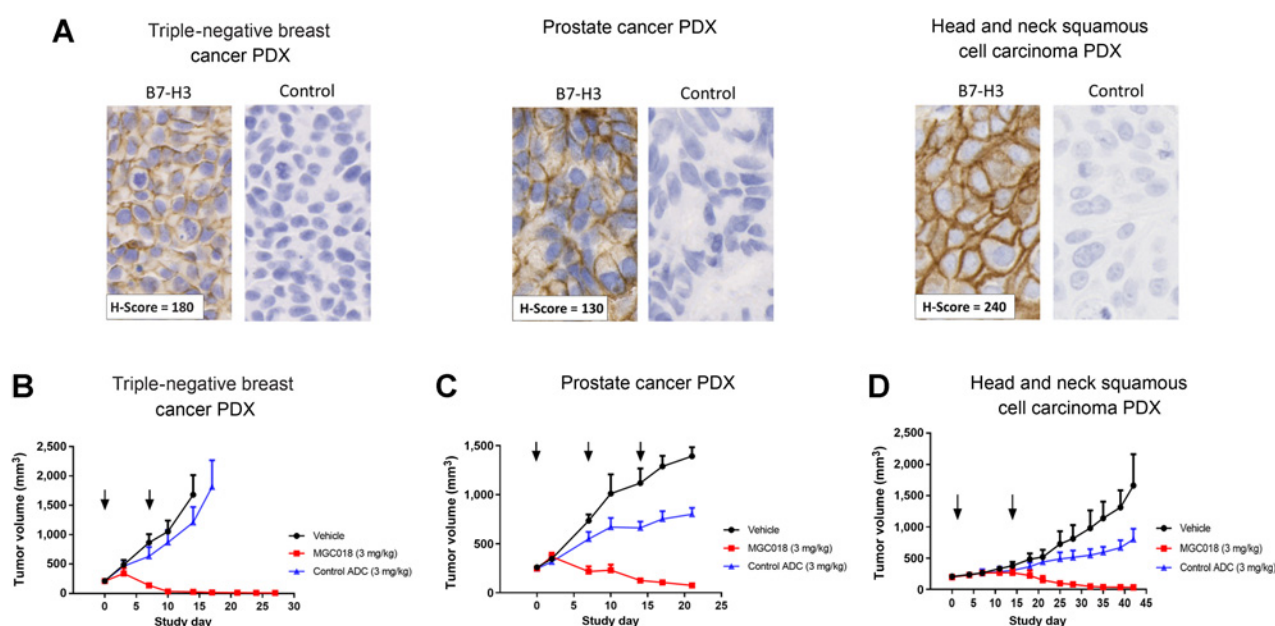 A
Triple-negative breast
cancer PDX
Prostate cancer PDX
Head and neck squamous
cell carcinoma PDX
B7-H3 Control
B7-H3 Control
B7-H3 Control
H-Score = 180
H-Score = 130
H-Score = 240
B
Triple-negative breast
cancer PDX
Tumor volume (mm³)
2,500
2,000
1,500
1,000
500
0
0 5 10 15 20 25 30
Study day
Vehicle
MGC018 (3 mg/kg)
Control ADC (3 mg/kg)
C
Prostate cancer PDX
Tumor volume (mm³)
1,500
1,000
500
0
0 5 10 15 20 25
Study day
Vehicle
MGC018 (3 mg/kg)
Control ADC (3 mg/kg)
D
Head and neck squamous
cell carcinoma PDX
Tumor volume (mm³)
2,500
2,000
1,500
1,000
500
0
0 5 10 15 20 25 30 35 40 45
Study day
Vehicle
MGC018 (3 mg/kg)
Control ADC (3 mg/kg)